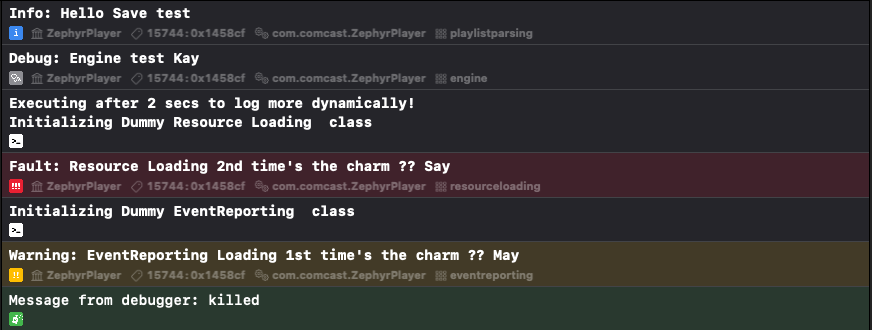 Info: Hello Save test
i ZephyrPlayer 15744:0x1458cf com.comcast.ZephyrPlayer playlistparsing
Debug: Engine test Kay
ZephyrPlayer 15744:0x1458cf com.comcast.ZephyrPlayer engine
Executing after 2 secs to log more dynamically!
Initializing Dummy Resource Loading  class
>_
Fault: Resource Loading 2nd time's the charm ?? Say
!!! ZephyrPlayer 15744:0x1458cf com.comcast.ZephyrPlayer resourceloading
Initializing Dummy EventReporting  class
>_
Warning: EventReporting Loading 1st time's the charm ?? May
!! ZephyrPlayer 15744:0x1458cf com.comcast.ZephyrPlayer eventreporting
Message from debugger: killed